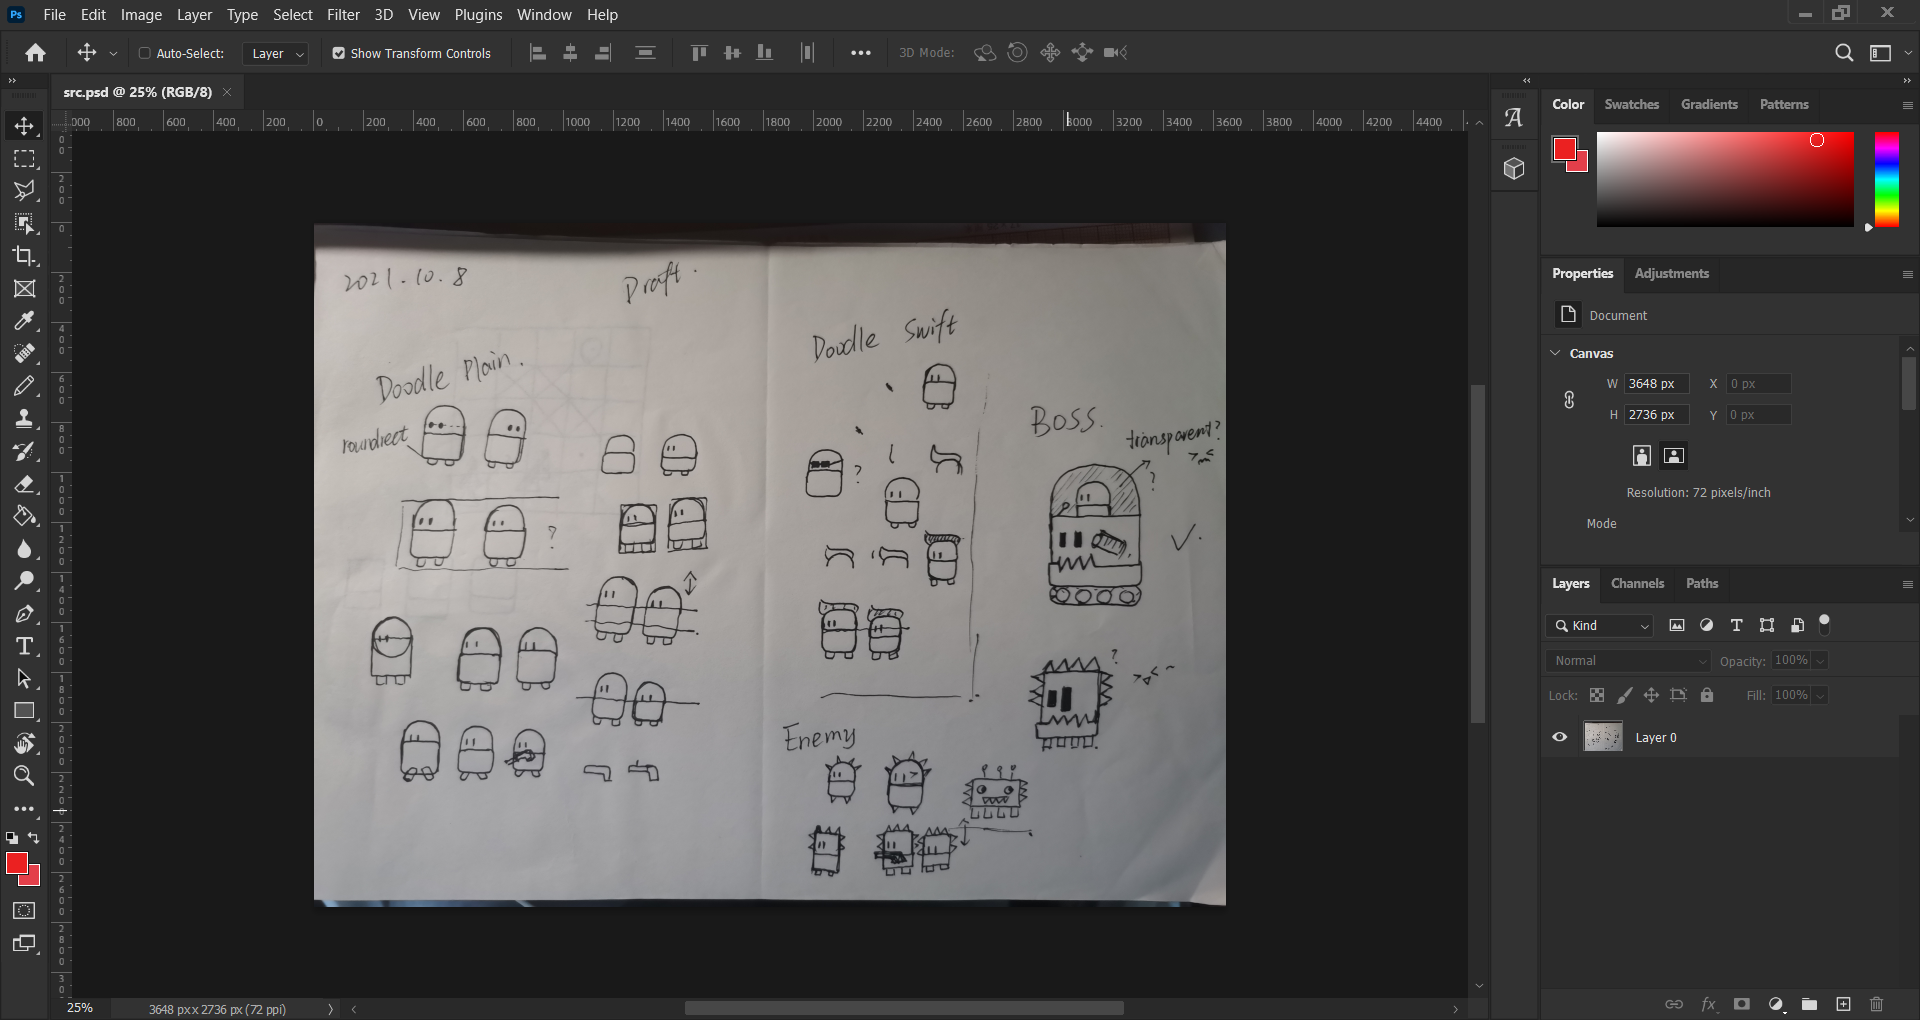 Ps File Edit Image Layer Type Select Filter 3D View Plugins Window Help
Auto-Select: Layer Show Transform Controls 3D Mode:
src.psd @ 25% (RGB/8)
000 800 600 400 200 0 200 400 600 800 1000 1200 1400 1600 1800 2000 2200 2400 2600 2800 3000 3200 3400 3600 3800 4000 4200 4400
2021.10.8
Draft.
Doodle Plain.
roundrect
?
Doodle Swift
?
BOSS.
transparent?
?
?
Enemy
Color Swatches Gradients Patterns
Properties Adjustments
Document
Canvas
W 3648 px X 0 px
H 2736 px Y 0 px
Resolution: 72 pixels/inch
Mode
Layers Channels Paths
Kind
Normal Opacity: 100%
Lock: Fill: 100%
Layer 0
fx
25% 3648 px x 2736 px (72 ppi)